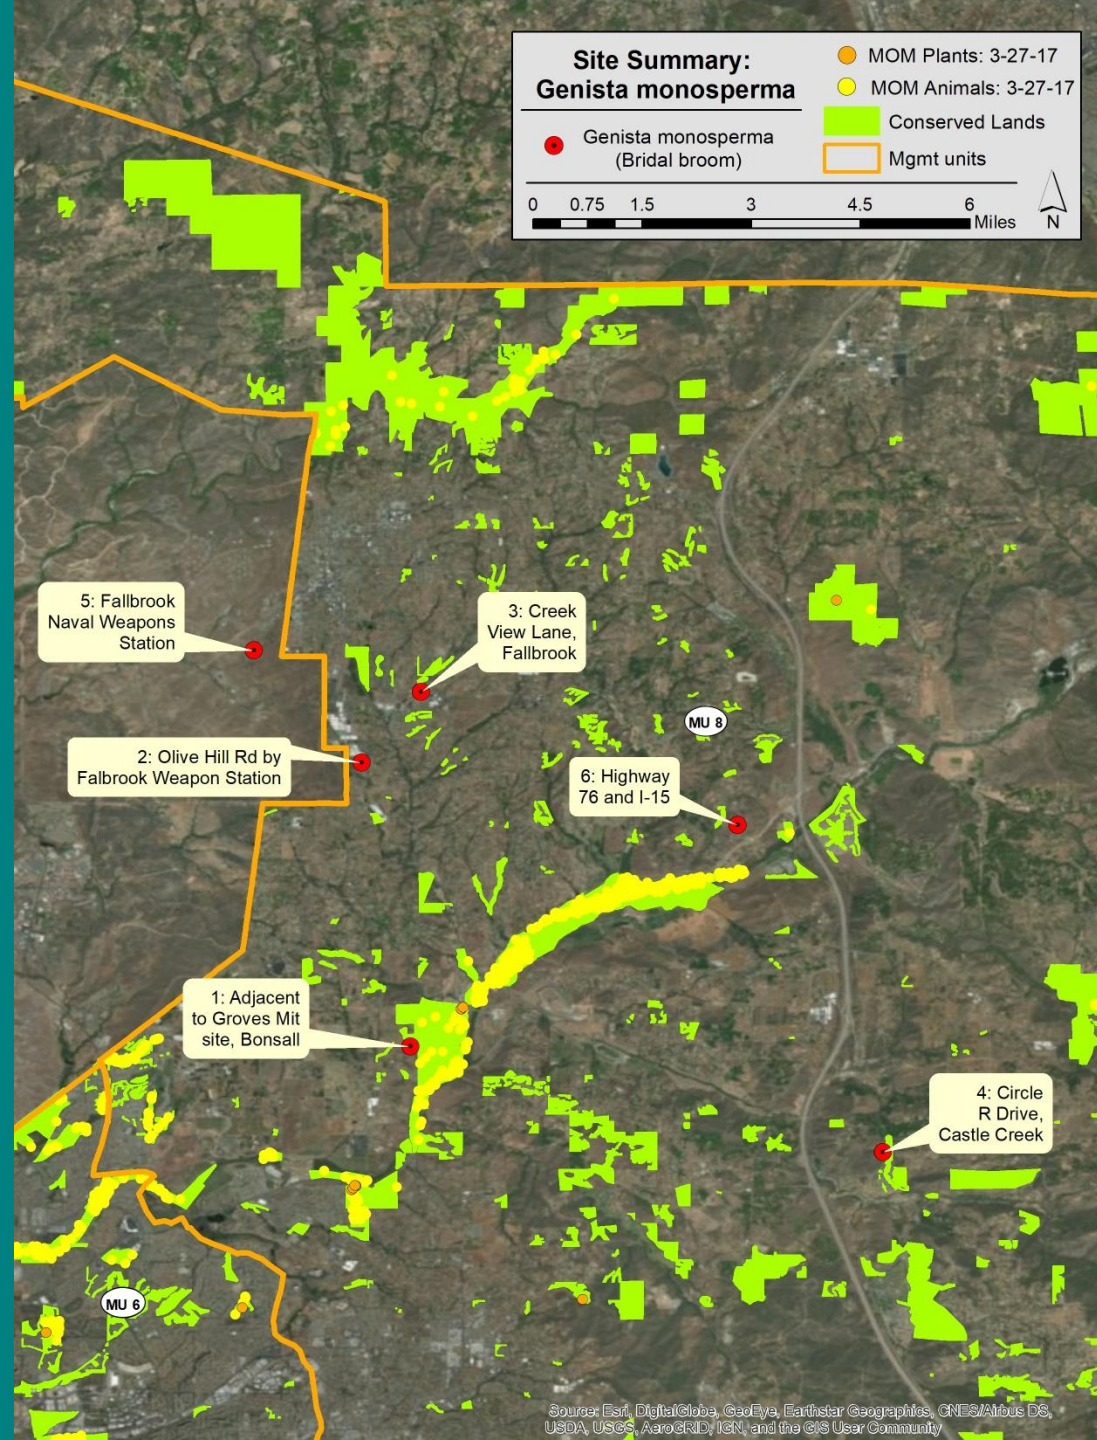 Site Summary:
Genista monosperma
Genista monosperma
(Bridal broom)
MOM Plants: 3-27-17
MOM Animals: 3-27-17
Conserved Lands
Mgmt units
0 0.75 1.5 3 4.5 6
Miles
N
5: Fallbrook
Naval Weapons
Station
3: Creek
View Lane,
Fallbrook
MU 8
2: Olive Hill Rd by
Falbrook Weapon Station
6: Highway
76 and I-15
1: Adjacent
to Groves Mit
site, Bonsall
4: Circle
R Drive,
Castle Creek
MU 6
Source: Esri, DigitalGlobe, GeoEye, Earthstar Geographics, CNES/Airbus DS,
USDA, USGS, AeroGRID, IGN, and the GIS User Community